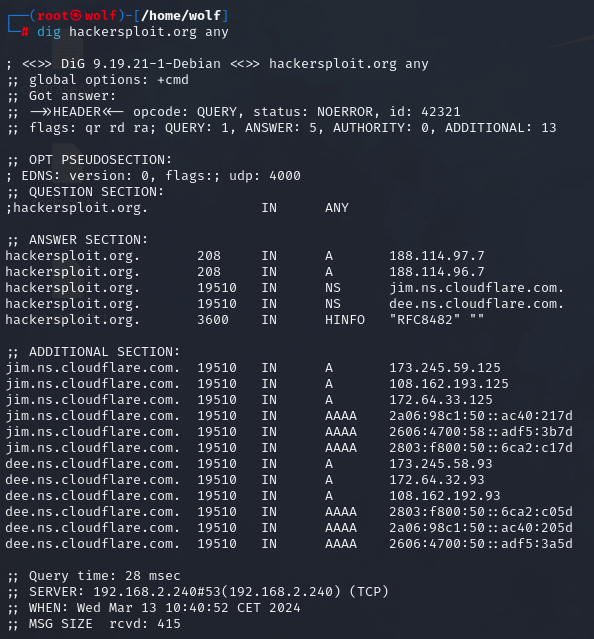 ┌──(root㉿wolf)-[/home/wolf]
└─# dig hackersploit.org any

; <<>> DiG 9.19.21-1-Debian <<>> hackersploit.org any
;; global options: +cmd
;; Got answer:
;; ->>HEADER<<- opcode: QUERY, status: NOERROR, id: 42321
;; flags: qr rd ra; QUERY: 1, ANSWER: 5, AUTHORITY: 0, ADDITIONAL: 13

;; OPT PSEUDOSECTION:
; EDNS: version: 0, flags:; udp: 4000
;; QUESTION SECTION:
;hackersploit.org.              IN      ANY

;; ANSWER SECTION:
hackersploit.org.       208     IN      A       188.114.97.7
hackersploit.org.       208     IN      A       188.114.96.7
hackersploit.org.       19510   IN      NS      jim.ns.cloudflare.com.
hackersploit.org.       19510   IN      NS      dee.ns.cloudflare.com.
hackersploit.org.       3600    IN      HINFO   "RFC8482" ""

;; ADDITIONAL SECTION:
jim.ns.cloudflare.com.  19510   IN      A       173.245.59.125
jim.ns.cloudflare.com.  19510   IN      A       108.162.193.125
jim.ns.cloudflare.com.  19510   IN      A       172.64.33.125
jim.ns.cloudflare.com.  19510   IN      AAAA    2a06:98c1:50::ac40:217d
jim.ns.cloudflare.com.  19510   IN      AAAA    2606:4700:58::adf5:3b7d
jim.ns.cloudflare.com.  19510   IN      AAAA    2803:f800:50::6ca2:c17d
dee.ns.cloudflare.com.  19510   IN      A       173.245.58.93
dee.ns.cloudflare.com.  19510   IN      A       172.64.32.93
dee.ns.cloudflare.com.  19510   IN      A       108.162.192.93
dee.ns.cloudflare.com.  19510   IN      AAAA    2803:f800:50::6ca2:c05d
dee.ns.cloudflare.com.  19510   IN      AAAA    2a06:98c1:50::ac40:205d
dee.ns.cloudflare.com.  19510   IN      AAAA    2606:4700:50::adf5:3a5d

;; Query time: 28 msec
;; SERVER: 192.168.2.240#53(192.168.2.240) (TCP)
;; WHEN: Wed Mar 13 10:40:52 CET 2024
;; MSG SIZE  rcvd: 415